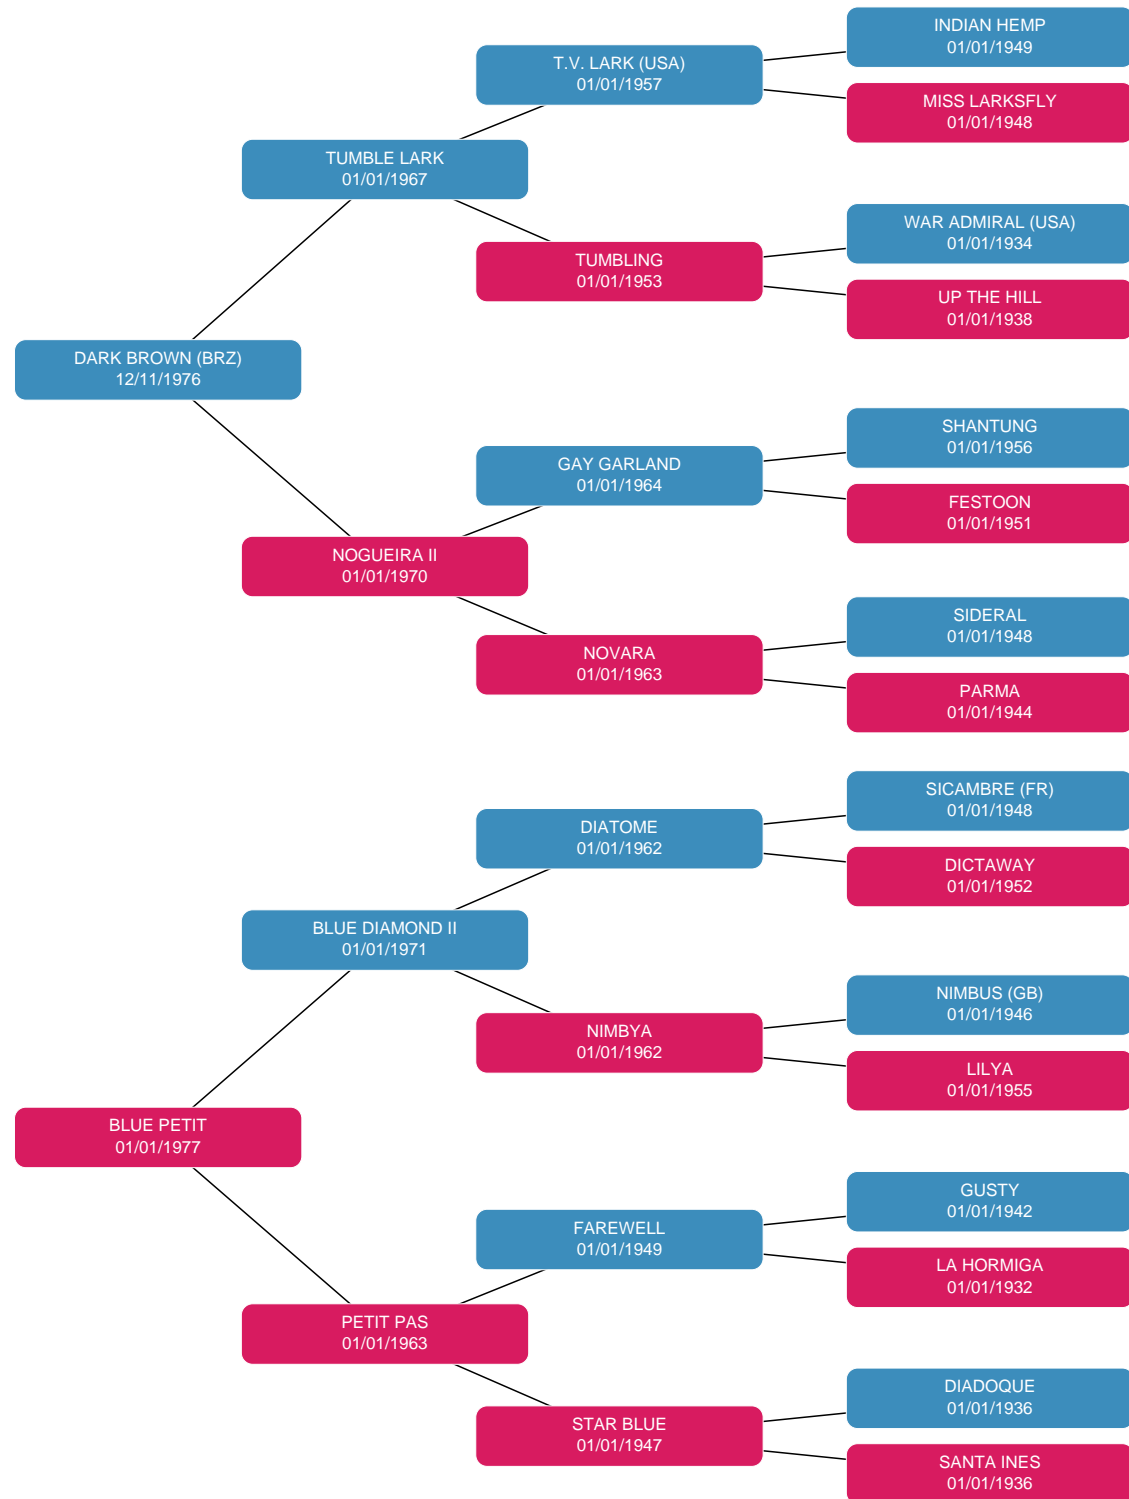 INDIAN HEMP
01/01/1949
T.V. LARK (USA)
01/01/1957
MISS LARKSFLY
01/01/1948
TUMBLE LARK
01/01/1967
WAR ADMIRAL (USA)
01/01/1934
TUMBLING
01/01/1953
UP THE HILL
01/01/1938
DARK BROWN (BRZ)
12/11/1976
SHANTUNG
01/01/1956
GAY GARLAND
01/01/1964
FESTOON
01/01/1951
NOGUEIRA II
01/01/1970
SIDERAL
01/01/1948
NOVARA
01/01/1963
PARMA
01/01/1944
SICAMBRE (FR)
01/01/1948
DIATOME
01/01/1962
DICTAWAY
01/01/1952
BLUE DIAMOND II
01/01/1971
NIMBUS (GB)
01/01/1946
NIMBYA
01/01/1962
LILYA
01/01/1955
BLUE PETIT
01/01/1977
GUSTY
01/01/1942
FAREWELL
01/01/1949
LA HORMIGA
01/01/1932
PETIT PAS
01/01/1963
DIADOQUE
01/01/1936
STAR BLUE
01/01/1947
SANTA INES
01/01/1936